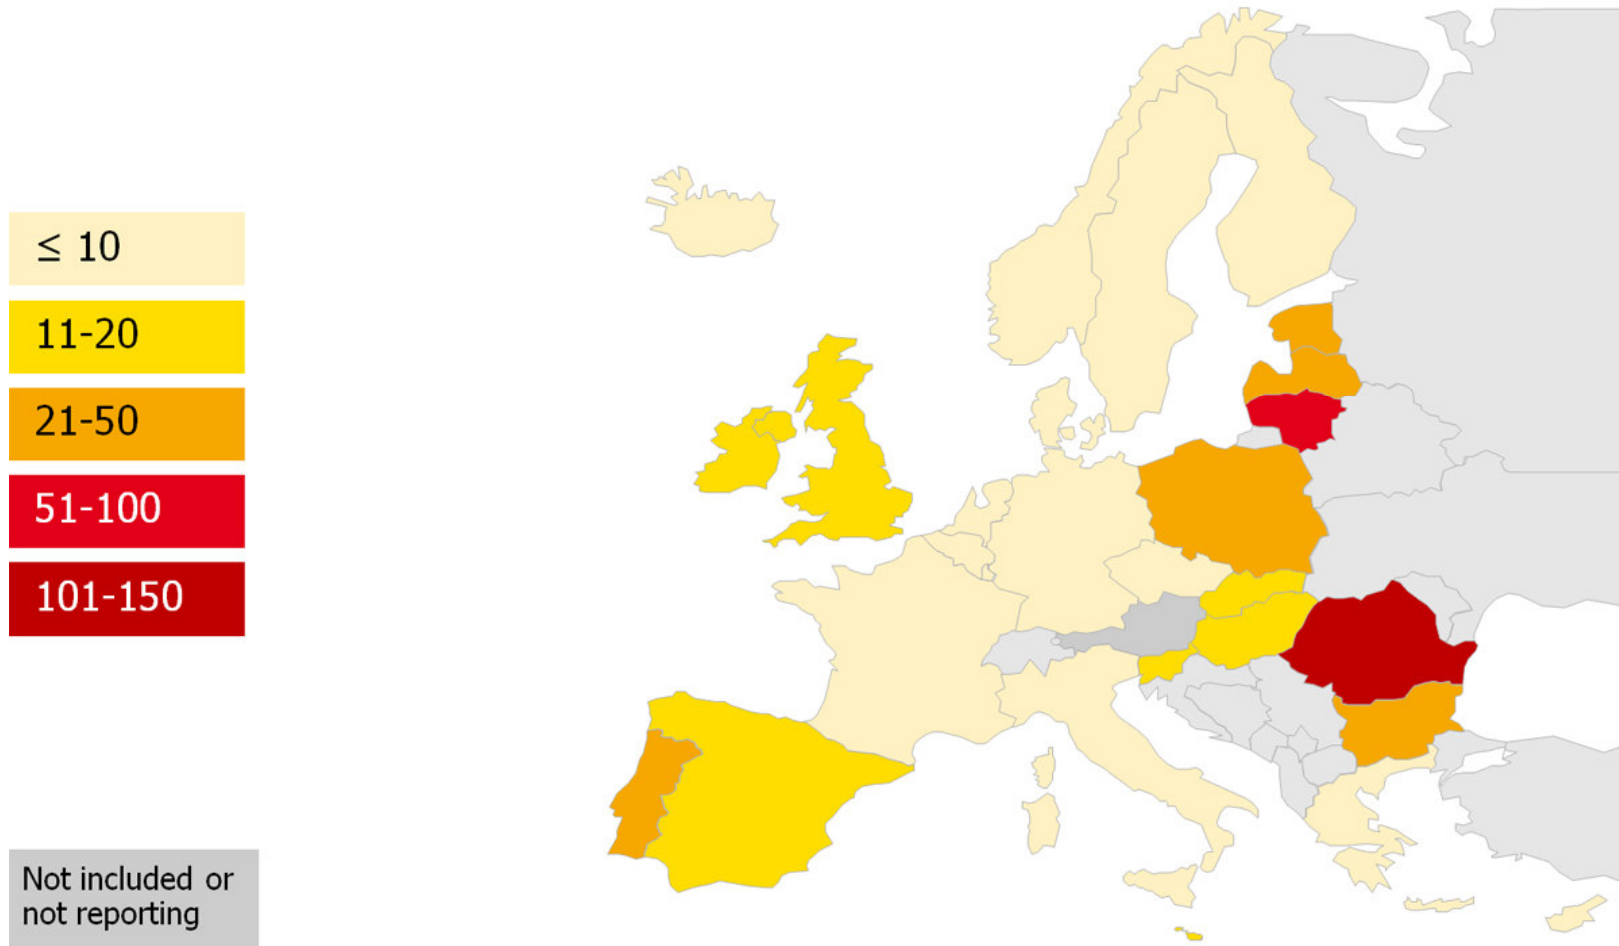 ≤ 10
11-20
21-50
51-100
101-150
Not included or
not reporting